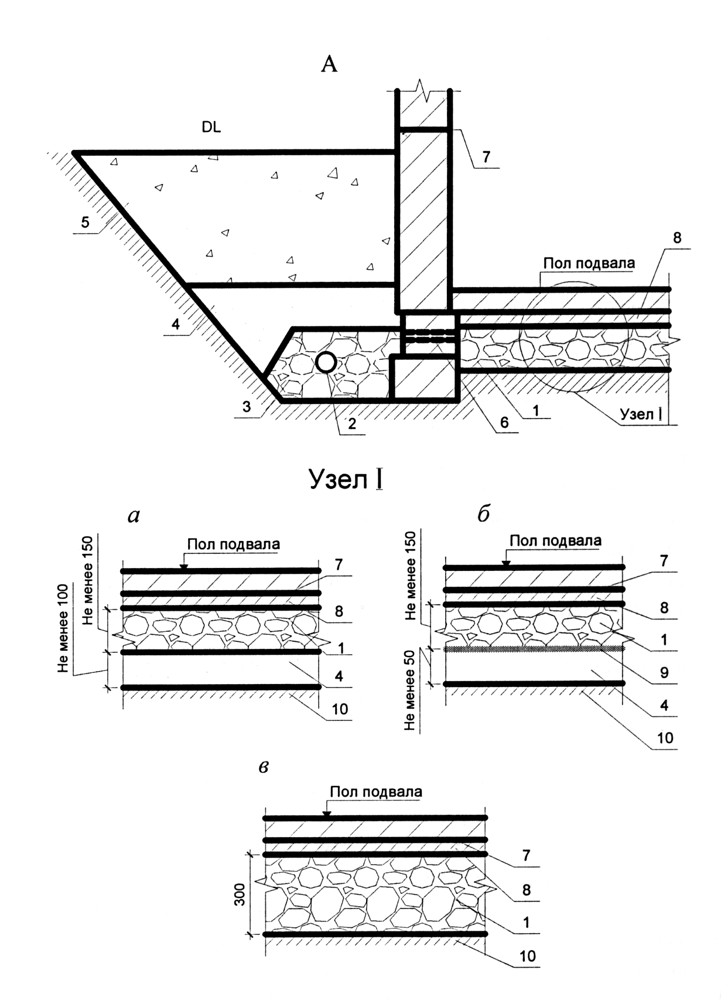 А
DL
7
5
8
Пол подвала
4
3
2
6
1
Узел I
Узел I
а
Пол подвала
Не менее 150
Не менее 100
7
8
1
4
10
б
Пол подвала
Не менее 150
Не менее 50
7
8
1
9
4
10
в
Пол подвала
300
7
8
1
10